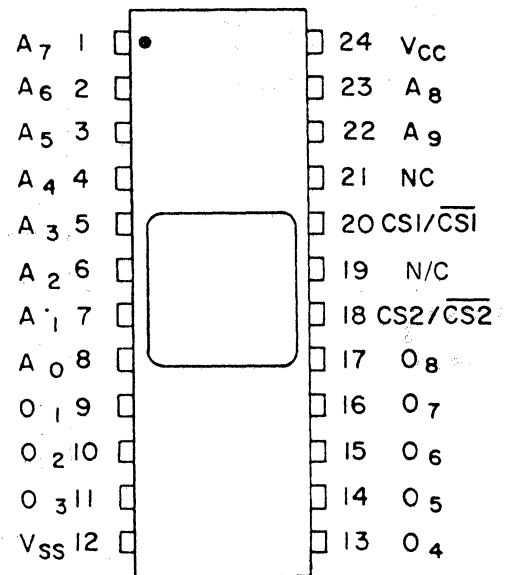 A7 1 24 VCC
A6 2 23 A8
A5 3 22 A9
A4 4 21 NC
A3 5 20 CS1/C̅S̅1̅
A2 6 19 N/C
A1 7 18 CS2/C̅S̅2̅
A0 8 17 O8
O1 9 16 O7
O2 10 15 O6
O3 11 14 O5
VSS 12 13 O4